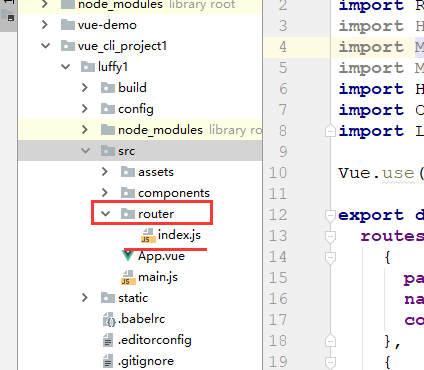 node_modules library root
vue-demo
vue_cli_project1
luffy1
build
config
node_modules library root
src
assets
components
router
index.js
App.vue
main.js
static
.babelrc
.editorconfig
.gitignore
2 import R
3 import H
4 import M
5 import M
6 import H
7 import C
8 import L
9
10 Vue.use(
11
12 export d
13 routes
14 {
15 pa
16 na
17 co
18 },
19 {